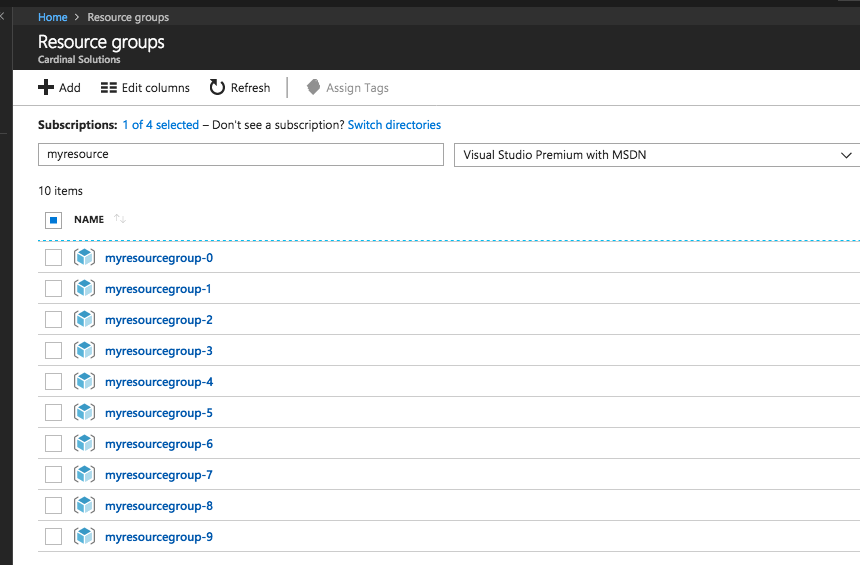 Home > Resource groups
Resource groups
Cardinal Solutions
Add Edit columns Refresh Assign Tags
Subscriptions: 1 of 4 selected – Don't see a subscription? Switch directories
myresource Visual Studio Premium with MSDN
10 items
NAME
myresourcegroup-0
myresourcegroup-1
myresourcegroup-2
myresourcegroup-3
myresourcegroup-4
myresourcegroup-5
myresourcegroup-6
myresourcegroup-7
myresourcegroup-8
myresourcegroup-9